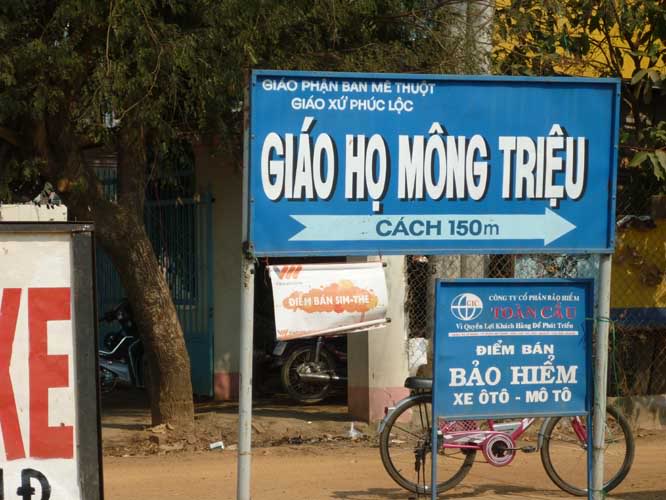 GIÁO PHẬN BAN MÊ THUỘT
GIÁO XỨ PHÚC LỘC
GIÁO HỌ MÔNG TRIỆU
CÁCH 150m
ĐIỂM BÁN SIM-THẺ
GIC
CÔNG TY CỔ PHẦN BẢO HIỂM
TOÀN CẦU
Vì Quyền Lợi Khách Hàng Để Phát Triển
ĐIỂM BÁN
BẢO HIỂM
XE ÔTÔ - MÔ TÔ
KE
Đ